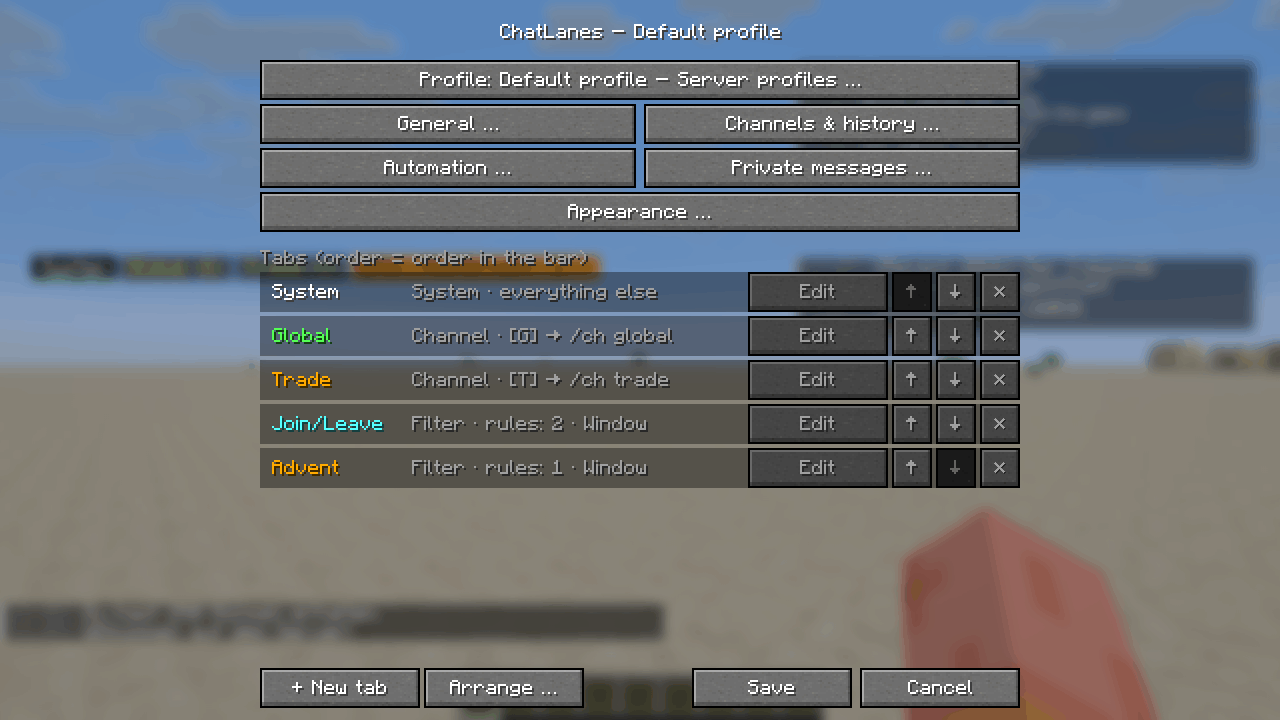 ChatLanes — Default profile
Profile: Default profile — Server profiles ...
General ... Channels & history ...
Automation ... Private messages ...
Appearance ...
Tabs (order = order in the bar)
System System · everything else Edit ↑ ↓ ×
Global Channel · [G] → /ch global Edit ↑ ↓ ×
Trade Channel · [T] → /ch trade Edit ↑ ↓ ×
Join/Leave Filter · rules: 2 · Window Edit ↑ ↓ ×
Advent Filter · rules: 1 · Window Edit ↑ ↓ ×
+ New tab Arrange ... Save Cancel